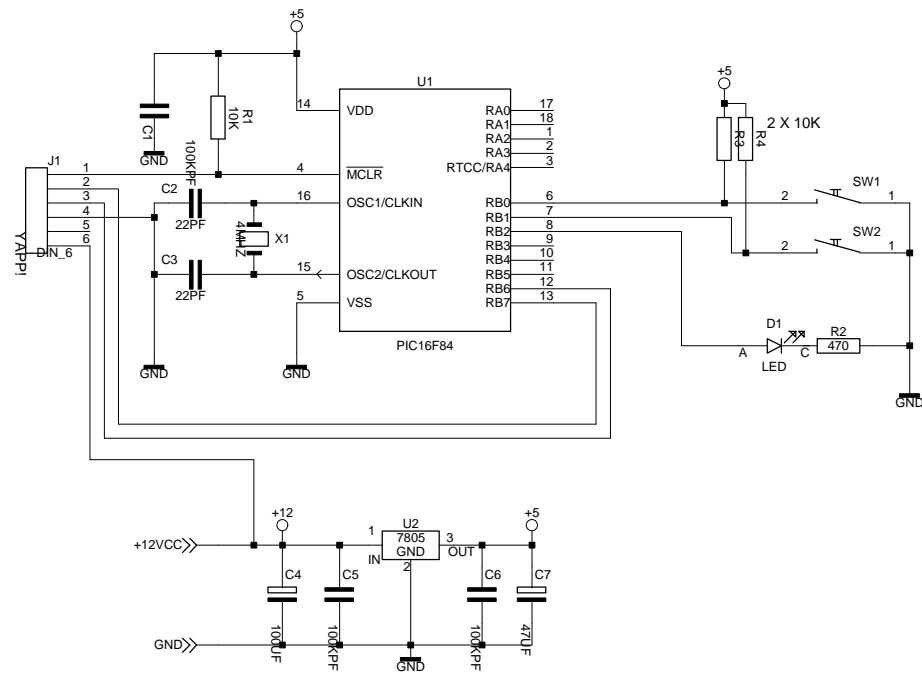 +5
U1
14
VDD
RA0
17
RA1
18
RA2
1
RA3
2
RTCC/RA4
3
R1
10K
C1
100KPF
GND
J1
1
2
3
4
5
6
DIN_6
YAPP!
4
MCLR
C2
22PF
16
OSC1/CLKIN
4MHZ
X1
C3
22PF
15
OSC2/CLKOUT
5
VSS
RB0
6
RB1
7
RB2
8
RB3
9
RB4
10
RB5
11
RB6
12
RB7
13
PIC16F84
GND
GND
+5
R3
R4
2 X 10K
2
SW1
1
2
SW2
1
D1
A
C
LED
R2
470
GND
+12
+5
+12VCC
1
IN
U2
7805
GND
2
3
OUT
C4
100UF
C5
100KPF
C6
100KPF
C7
47UF
GND
GND